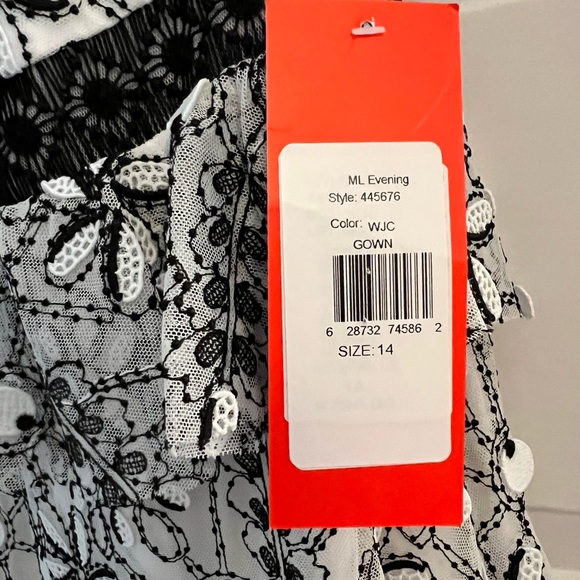 ML Evening
Style: 445676
Color: WJC
GOWN
6 28732 74586 2
SIZE: 14